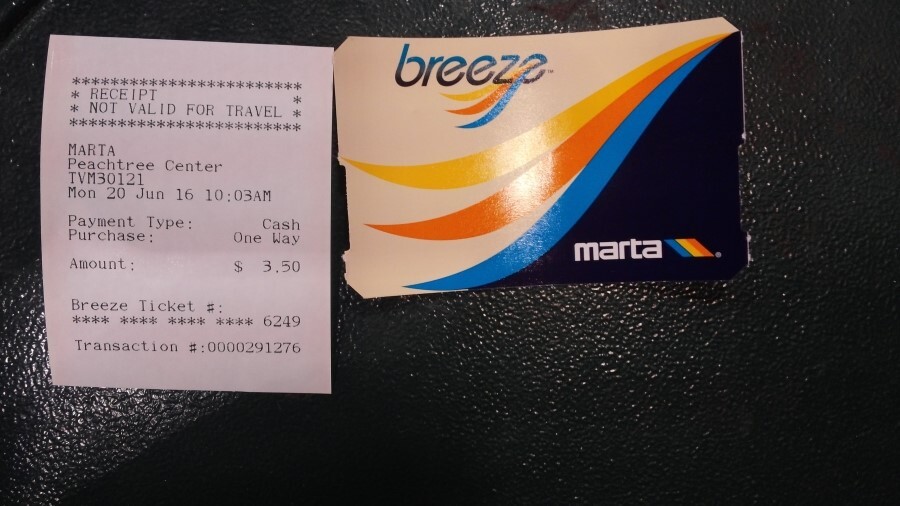 ************************
* RECEIPT *
* NOT VALID FOR TRAVEL *
************************
MARTA
Peachtree Center
TVM30121
Mon 20 Jun 16 10:03AM
Payment Type: Cash
Purchase: One Way
Amount: $ 3.50
Breeze Ticket #:
**** **** **** **** 6249
Transaction #:0000291276
breeze™
marta®